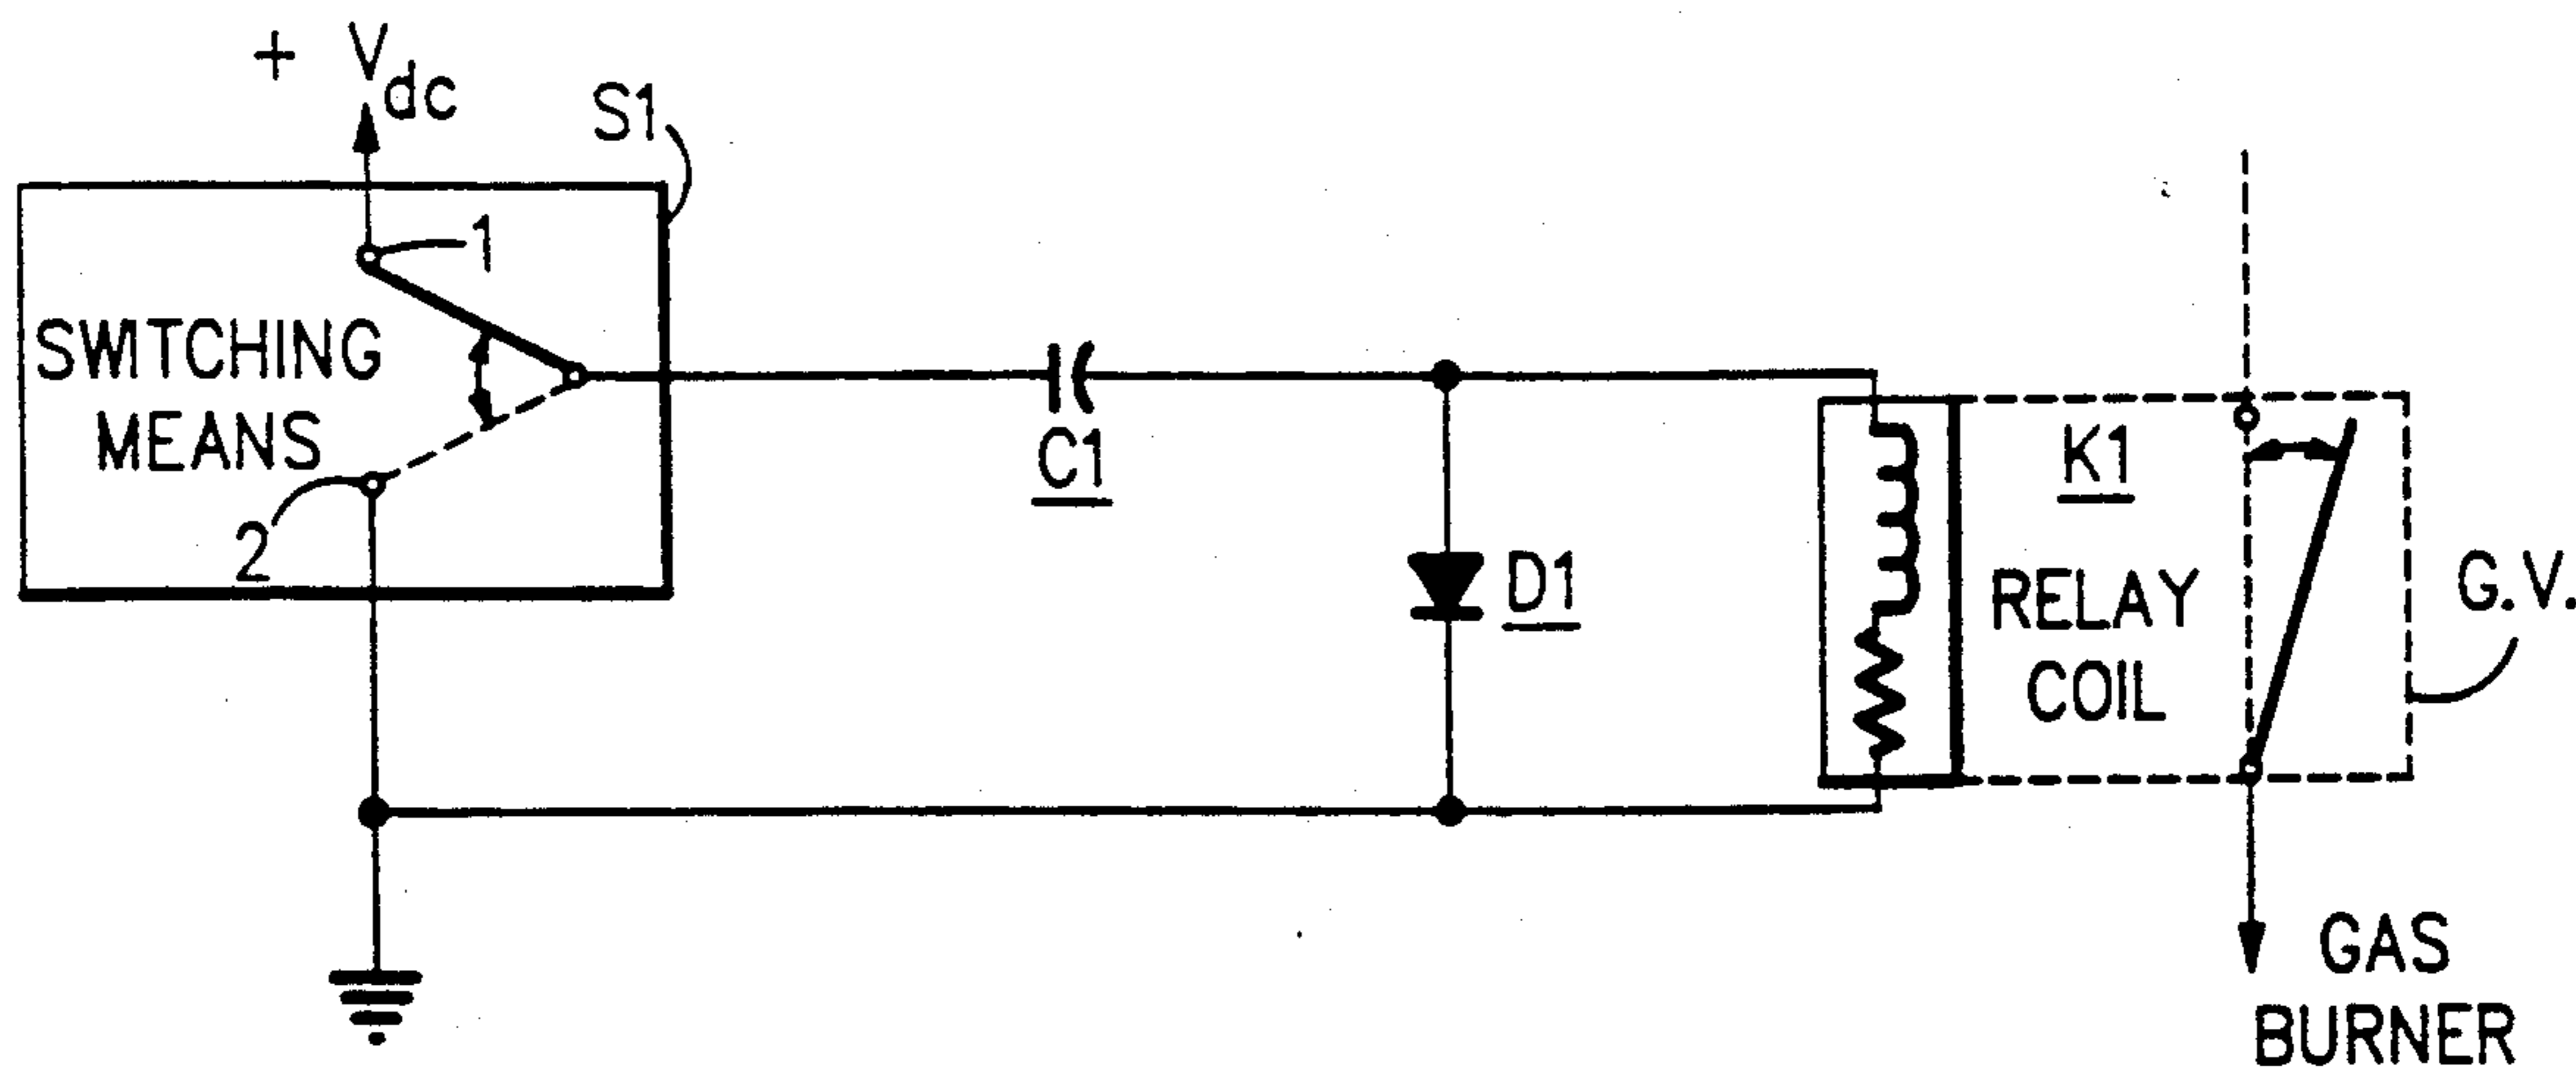 + Vdc
S1
1
SWITCHING
MEANS
2
C1
D1
K1
RELAY
COIL
G.V.
GAS
BURNER